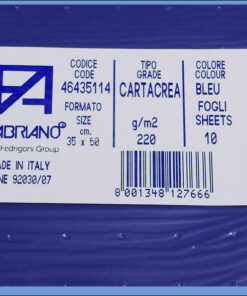 CODICE
CODE
46435114
FORMATO
SIZE
cm.
35 x 50
TIPO
GRADE
CARTACREA
g/m2
220
COLORE
COLOUR
BLEU
FOGLI
SHEETS
10
ABRIANO
Fedrigoni Group
ADE IN ITALY
NE 92030/07
8 001348 127666